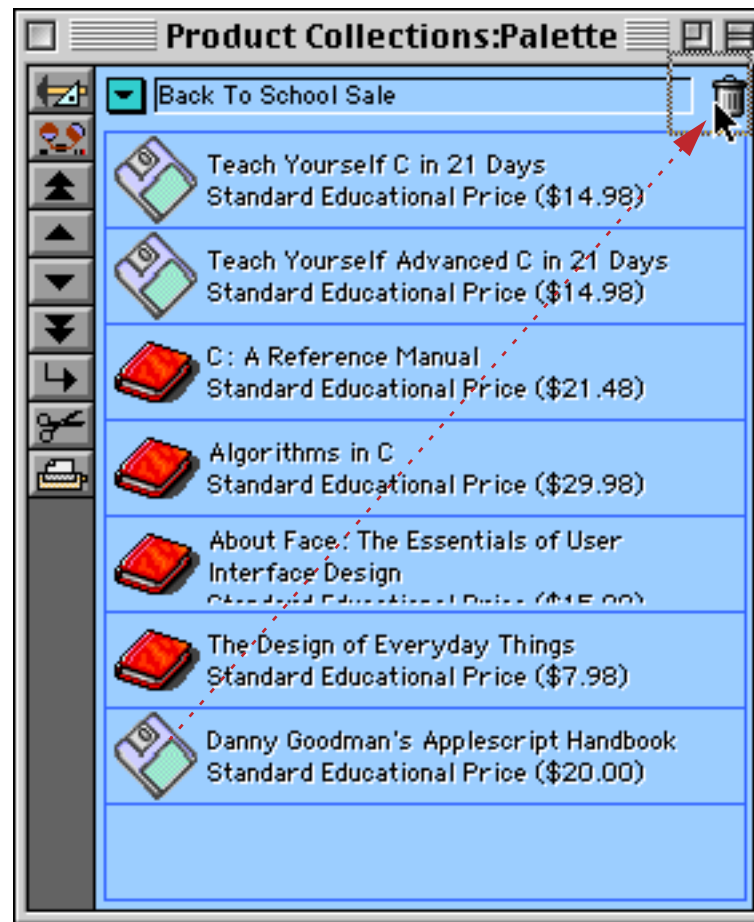 Product Collections:Palette
Back To School Sale
Teach Yourself C in 21 Days
Standard Educational Price ($14.98)
Teach Yourself Advanced C in 21 Days
Standard Educational Price ($14.98)
C: A Reference Manual
Standard Educational Price ($21.48)
Algorithms in C
Standard Educational Price ($29.98)
About Face: The Essentials of User
Interface Design
Standard Educational Price
The Design of Everyday Things
Standard Educational Price ($7.98)
Danny Goodman's Applescript Handbook
Standard Educational Price ($20.00)